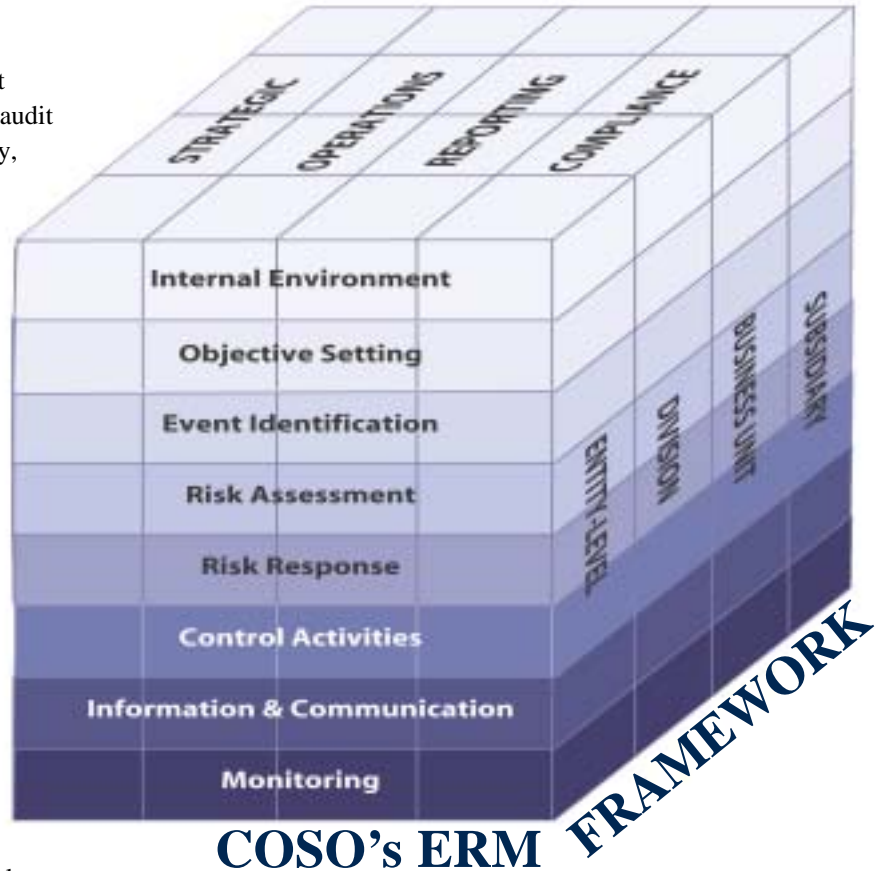 t
audit
y,
STRATEGIC
OPERATIONS
REPORTING
COMPLIANCE
Internal Environment
Objective Setting
Event Identification
Risk Assessment
Risk Response
Control Activities
Information & Communication
Monitoring
ENTITY-LEVEL
DIVISION
BUSINESS UNIT
SUBSIDIARY
COSO's ERM FRAMEWORK